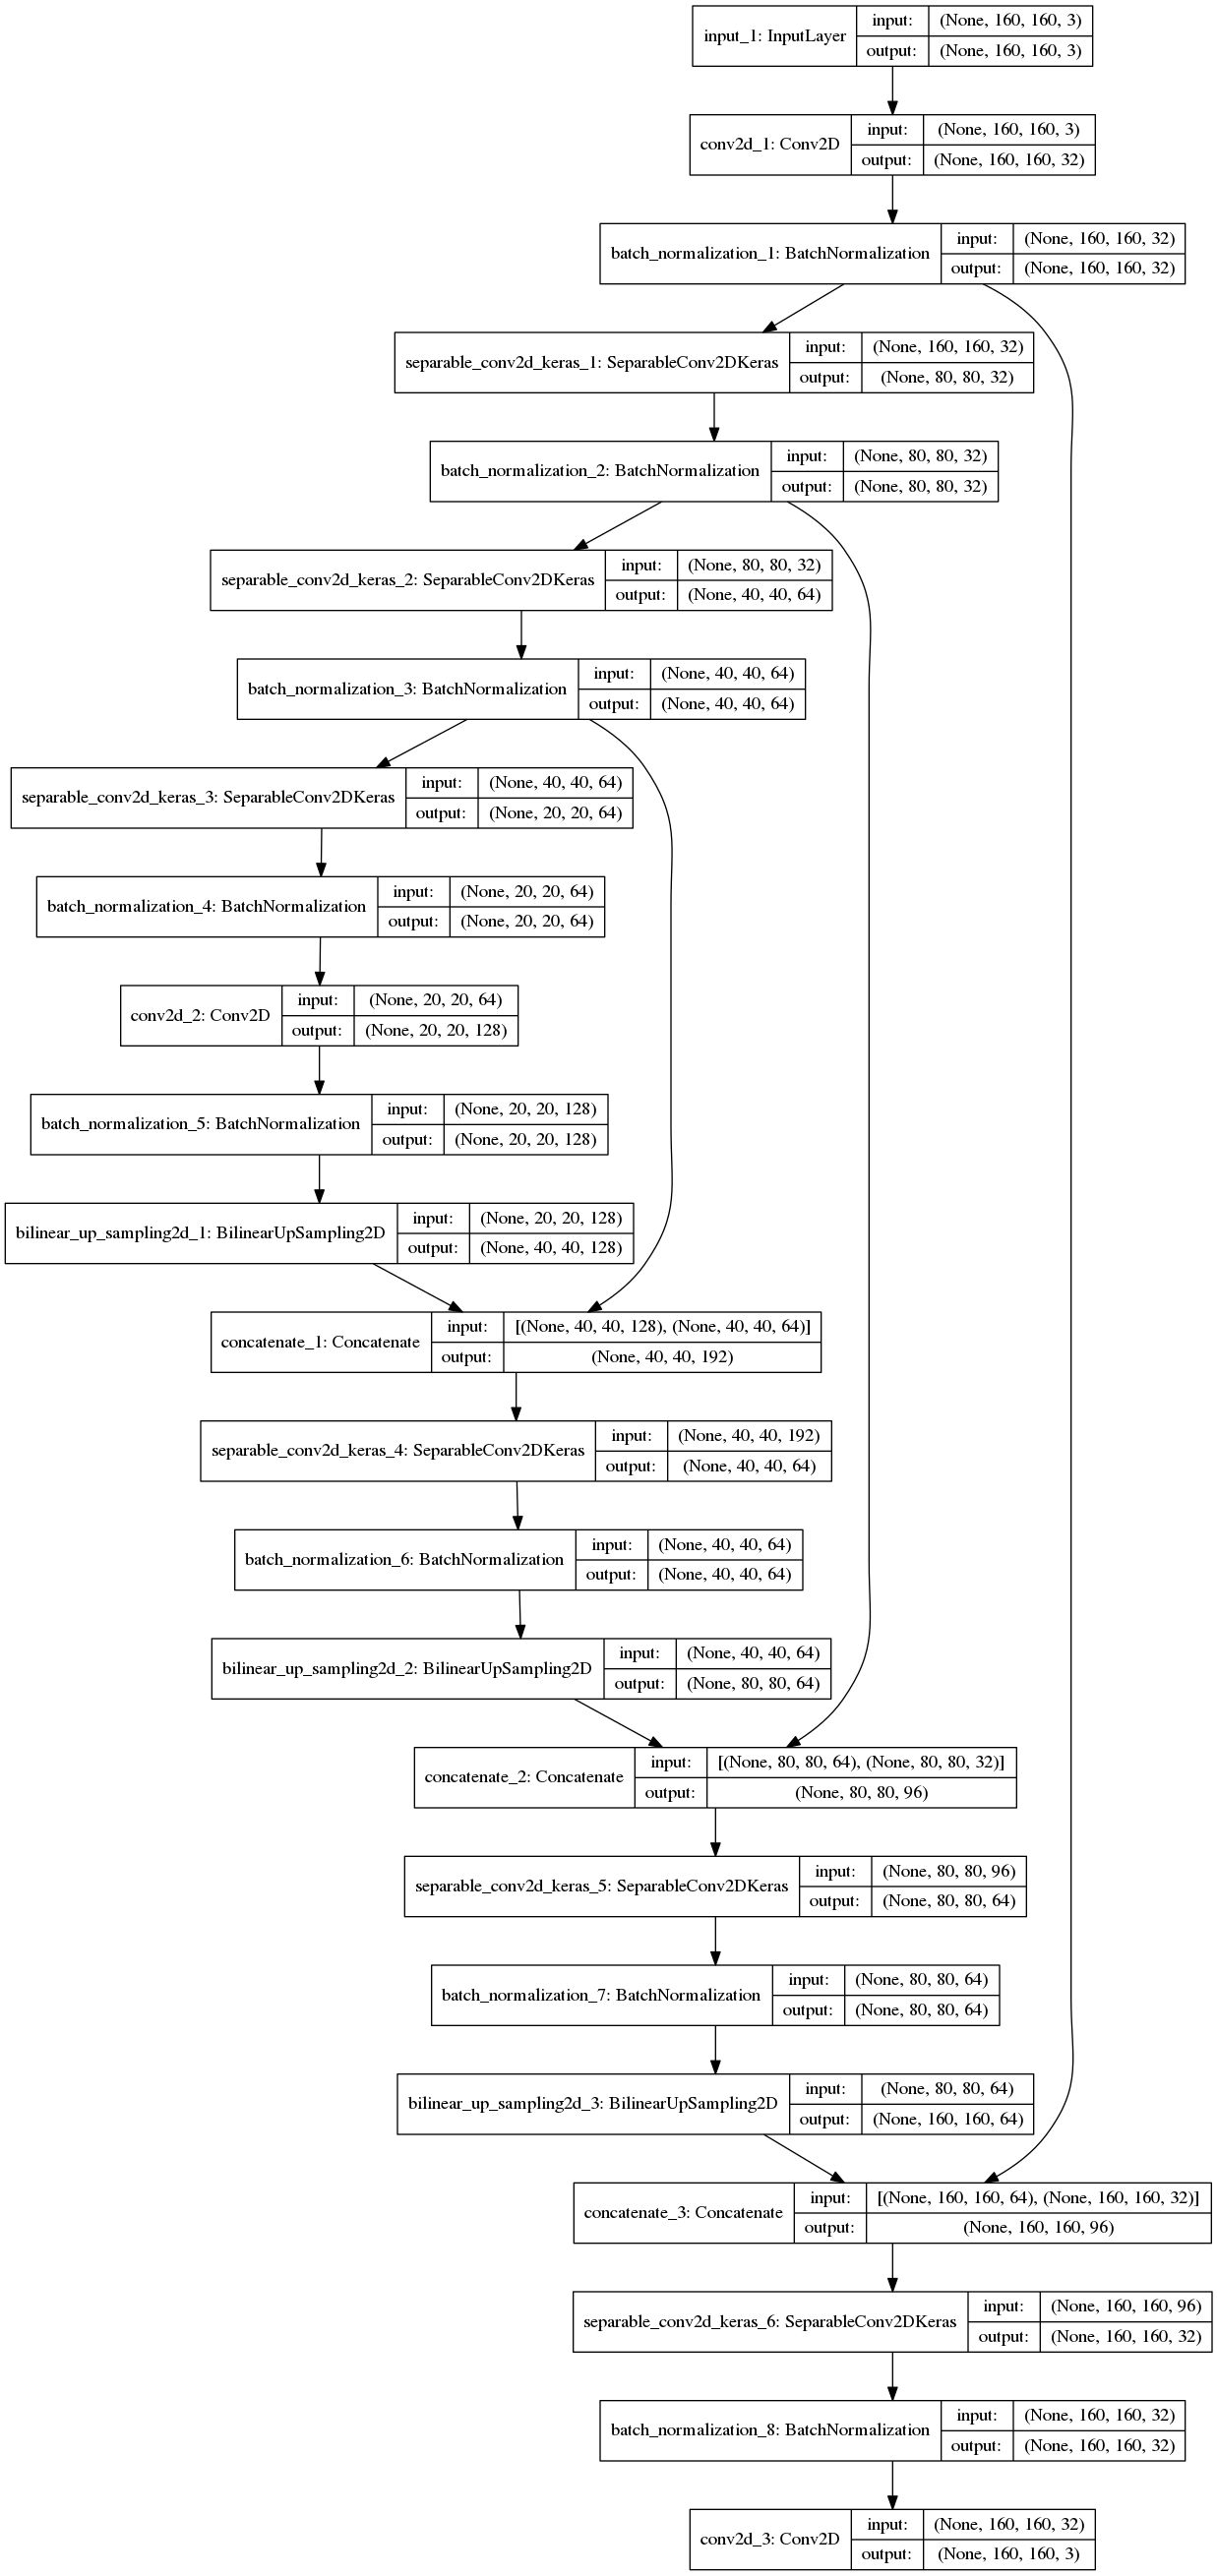 input_1: InputLayer
input:
(None, 160, 160, 3)
output:
(None, 160, 160, 3)
conv2d_1: Conv2D
input:
(None, 160, 160, 3)
output:
(None, 160, 160, 32)
batch_normalization_1: BatchNormalization
input:
(None, 160, 160, 32)
output:
(None, 160, 160, 32)
separable_conv2d_keras_1: SeparableConv2DKeras
input:
(None, 160, 160, 32)
output:
(None, 80, 80, 32)
batch_normalization_2: BatchNormalization
input:
(None, 80, 80, 32)
output:
(None, 80, 80, 32)
separable_conv2d_keras_2: SeparableConv2DKeras
input:
(None, 80, 80, 32)
output:
(None, 40, 40, 64)
batch_normalization_3: BatchNormalization
input:
(None, 40, 40, 64)
output:
(None, 40, 40, 64)
separable_conv2d_keras_3: SeparableConv2DKeras
input:
(None, 40, 40, 64)
output:
(None, 20, 20, 64)
batch_normalization_4: BatchNormalization
input:
(None, 20, 20, 64)
output:
(None, 20, 20, 64)
conv2d_2: Conv2D
input:
(None, 20, 20, 64)
output:
(None, 20, 20, 128)
batch_normalization_5: BatchNormalization
input:
(None, 20, 20, 128)
output:
(None, 20, 20, 128)
bilinear_up_sampling2d_1: BilinearUpSampling2D
input:
(None, 20, 20, 128)
output:
(None, 40, 40, 128)
concatenate_1: Concatenate
input:
[(None, 40, 40, 128), (None, 40, 40, 64)]
output:
(None, 40, 40, 192)
separable_conv2d_keras_4: SeparableConv2DKeras
input:
(None, 40, 40, 192)
output:
(None, 40, 40, 64)
batch_normalization_6: BatchNormalization
input:
(None, 40, 40, 64)
output:
(None, 40, 40, 64)
bilinear_up_sampling2d_2: BilinearUpSampling2D
input:
(None, 40, 40, 64)
output:
(None, 80, 80, 64)
concatenate_2: Concatenate
input:
[(None, 80, 80, 64), (None, 80, 80, 32)]
output:
(None, 80, 80, 96)
separable_conv2d_keras_5: SeparableConv2DKeras
input:
(None, 80, 80, 96)
output:
(None, 80, 80, 64)
batch_normalization_7: BatchNormalization
input:
(None, 80, 80, 64)
output:
(None, 80, 80, 64)
bilinear_up_sampling2d_3: BilinearUpSampling2D
input:
(None, 80, 80, 64)
output:
(None, 160, 160, 64)
concatenate_3: Concatenate
input:
[(None, 160, 160, 64), (None, 160, 160, 32)]
output:
(None, 160, 160, 96)
separable_conv2d_keras_6: SeparableConv2DKeras
input:
(None, 160, 160, 96)
output:
(None, 160, 160, 32)
batch_normalization_8: BatchNormalization
input:
(None, 160, 160, 32)
output:
(None, 160, 160, 32)
conv2d_3: Conv2D
input:
(None, 160, 160, 32)
output:
(None, 160, 160, 3)